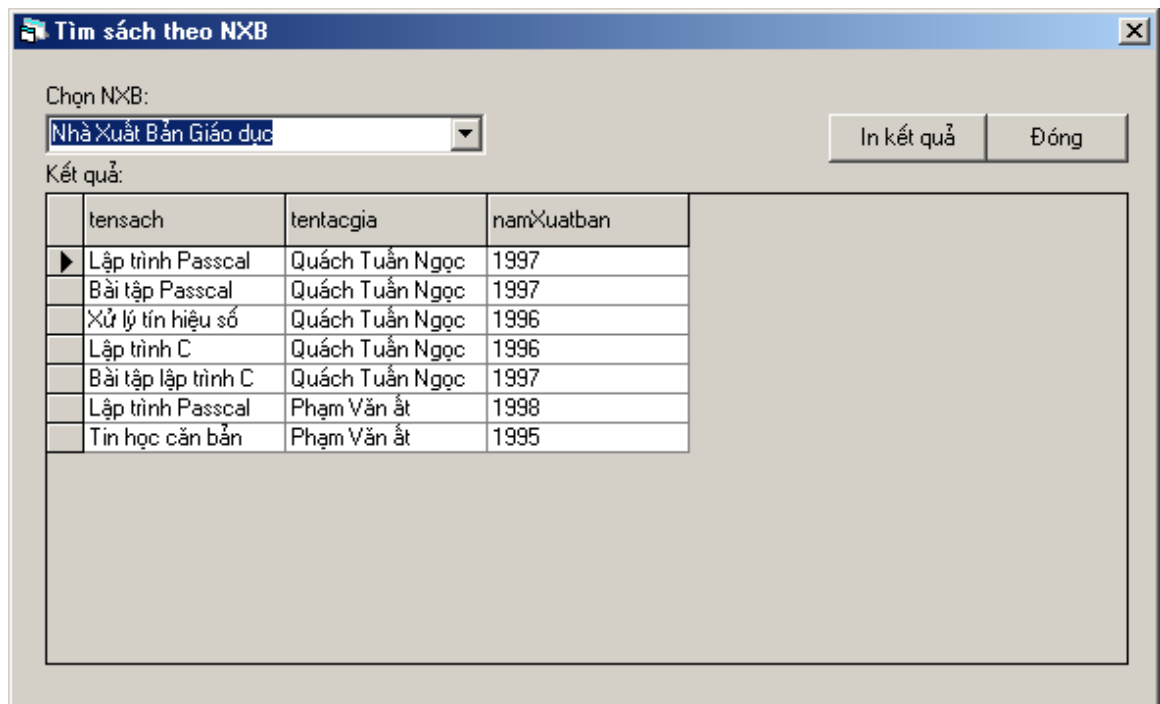 Tìm sách theo NXB
Chọn NXB:
Nhà Xuất Bản Giáo dục
In kết quả Đóng
Kết quả:
tensach tentacgia namXuatban
Lập trình Passcal Quách Tuấn Ngọc 1997
Bài tập Passcal Quách Tuấn Ngọc 1997
Xử lý tín hiệu số Quách Tuấn Ngọc 1996
Lập trình C Quách Tuấn Ngọc 1996
Bài tập lập trình C Quách Tuấn Ngọc 1997
Lập trình Passcal Phạm Văn ất 1998
Tin học căn bản Phạm Văn ất 1995